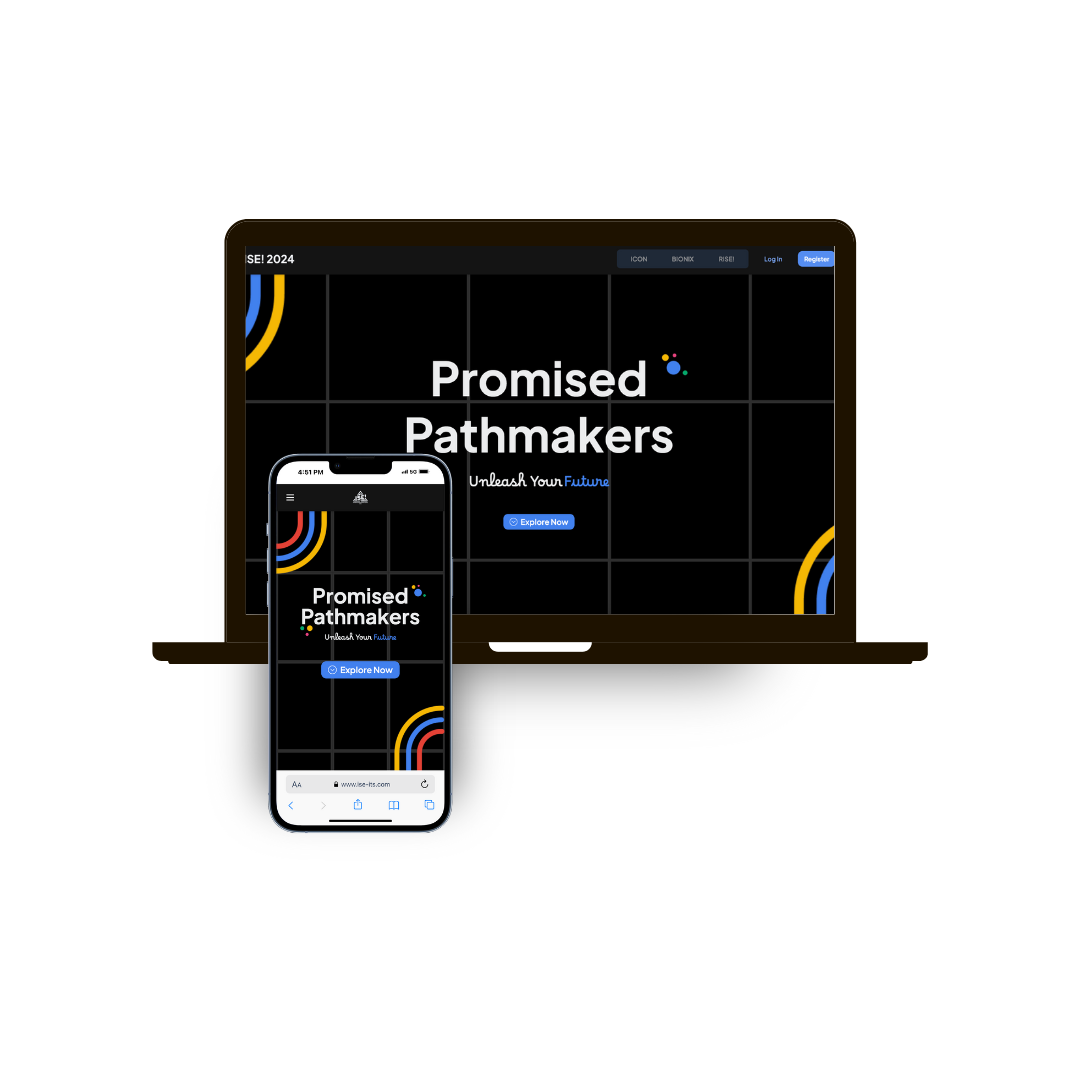 ISE! 2024
ICON BIONIX RISE! Log In Register
Promised
Pathmakers
Unleash Your Future
Explore Now
4:51 PM 5G
Promised
Pathmakers
Unleash Your Future
Explore Now
AA www.ise-its.com